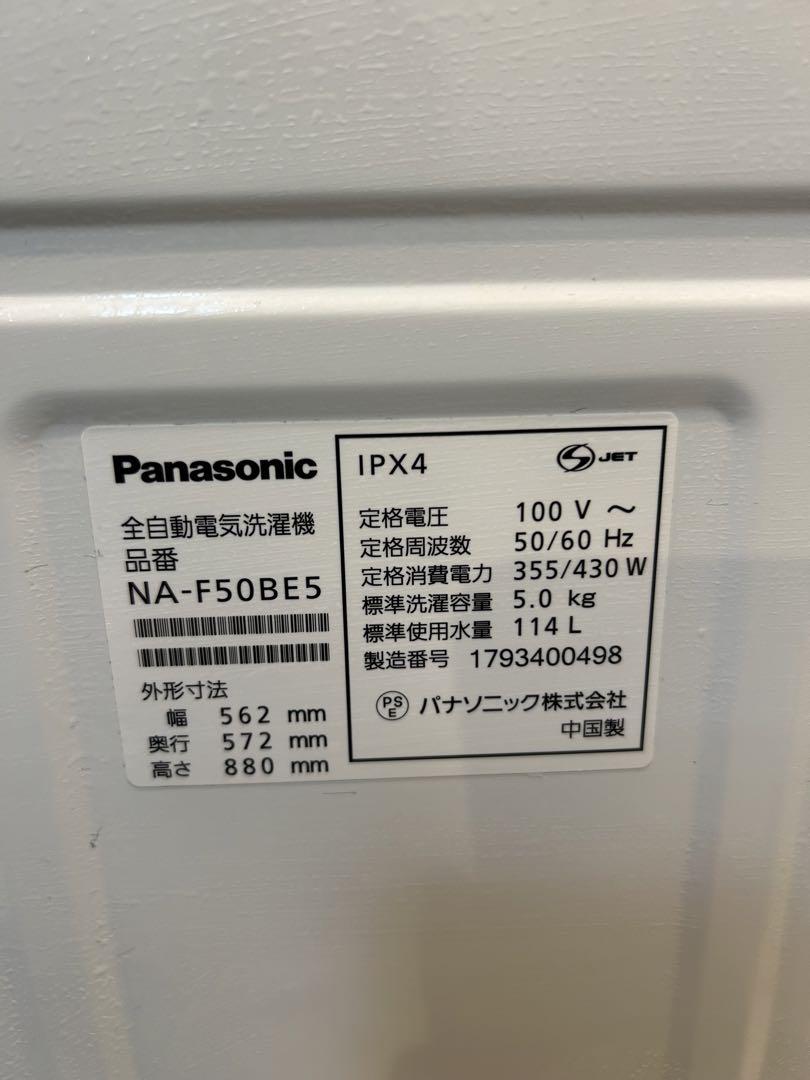 Panasonic
全自動電気洗濯機
品番
NA-F50BE5
外形寸法
幅 562 mm
奥行 572 mm
高さ 880 mm
IPX4
S JET
定格電圧 100 V ～
定格周波数 50/60 Hz
定格消費電力 355/430 W
標準洗濯容量 5.0 kg
標準使用水量 114 L
製造番号 1793400498
PS
E パナソニック株式会社
中国製